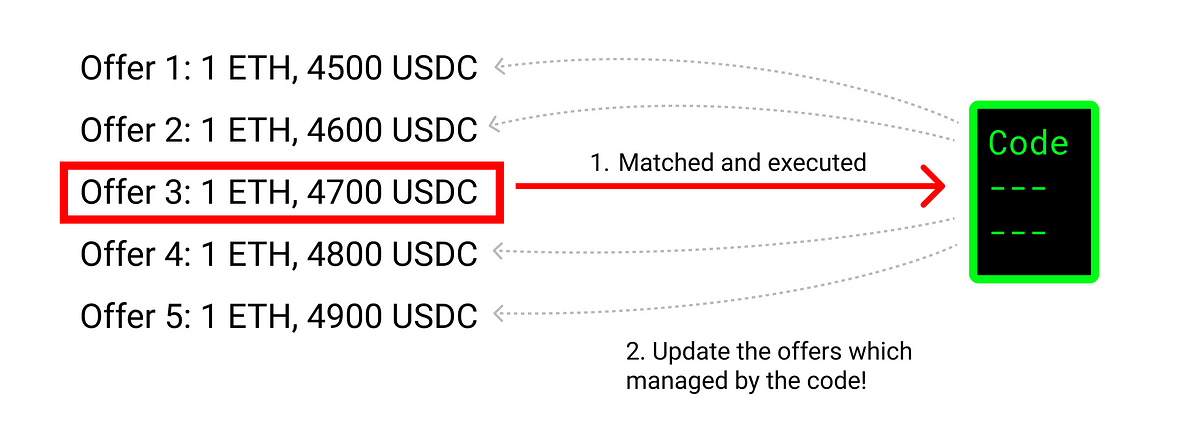 Offer 1: 1 ETH, 4500 USDC
Offer 2: 1 ETH, 4600 USDC
Offer 3: 1 ETH, 4700 USDC
Offer 4: 1 ETH, 4800 USDC
Offer 5: 1 ETH, 4900 USDC
1. Matched and executed
Code
---
---
2. Update the offers which
managed by the code!